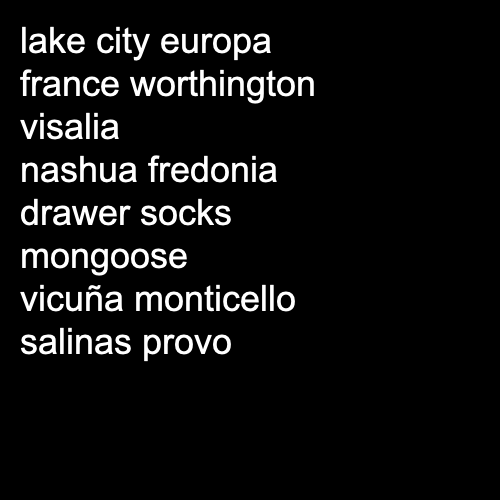 lake city europa
france worthington
visalia
nashua fredonia
drawer socks
mongoose
vicuña monticello
salinas provo